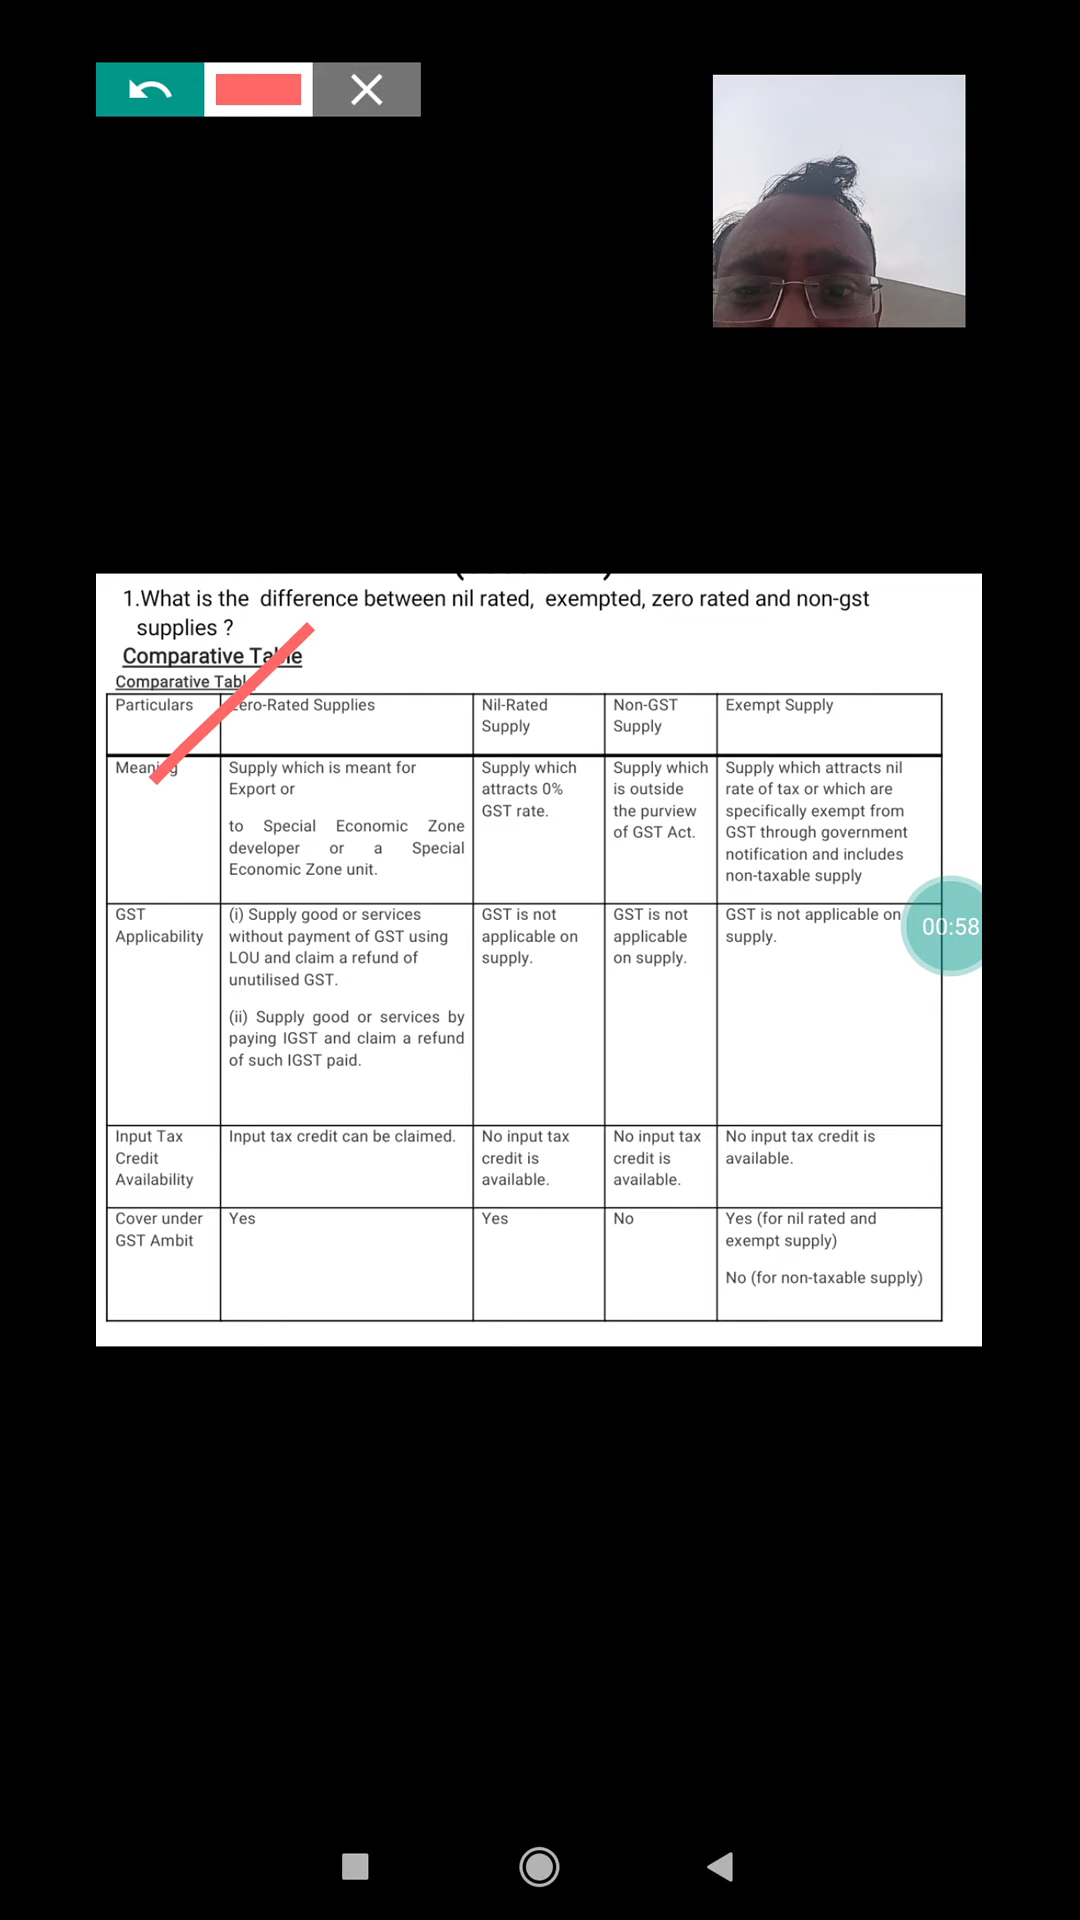 1.What is the difference between nil rated, exempted, zero rated and non-gst
supplies ?
Comparative Table
Comparative Table
Particulars
Zero-Rated Supplies
Nil-Rated
Supply
Non-GST
Supply
Exempt Supply
Meaning
Supply which is meant for
Export or
to Special Economic Zone
developer or a Special
Economic Zone unit.
Supply which
attracts 0%
GST rate.
Supply which
is outside
the purview
of GST Act.
Supply which attracts nil
rate of tax or which are
specifically exempt from
GST through government
notification and includes
non-taxable supply
GST
Applicability
(i) Supply good or services
without payment of GST using
LOU and claim a refund of
unutilised GST.
(ii) Supply good or services by
paying IGST and claim a refund
of such IGST paid.
GST is not
applicable on
supply.
GST is not
applicable
on supply.
GST is not applicable on
supply.
00:58
Input Tax
Credit
Availability
Input tax credit can be claimed.
No input tax
credit is
available.
No input tax
credit is
available.
No input tax credit is
available.
Cover under
GST Ambit
Yes
Yes
No
Yes (for nil rated and
exempt supply)
No (for non-taxable supply)